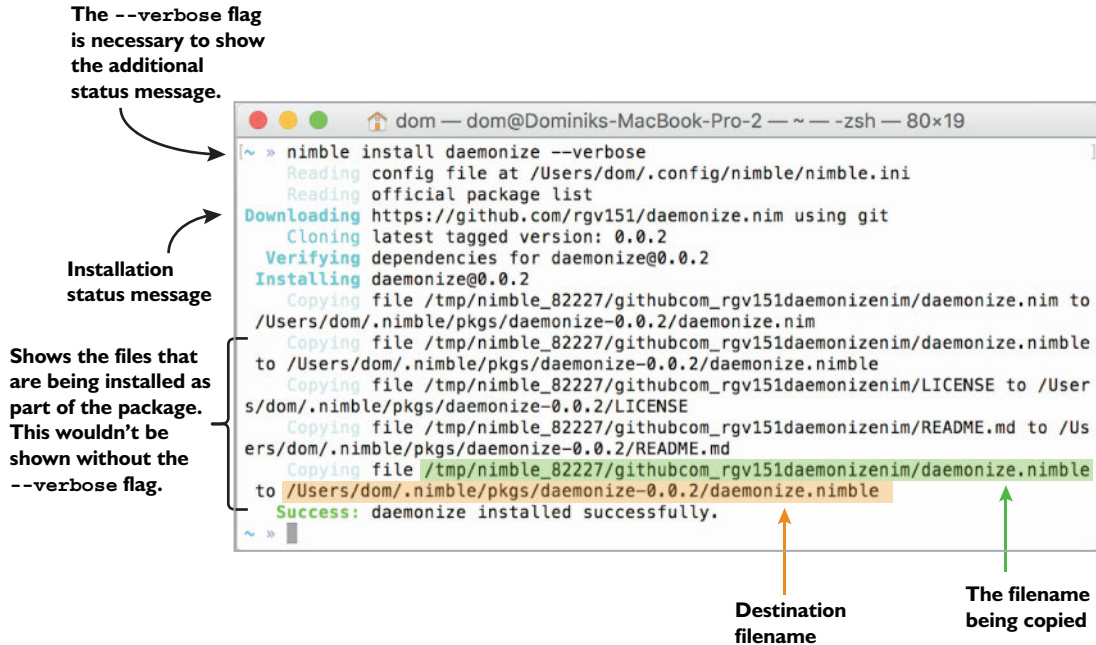 The --verbose flag
is necessary to show
the additional
status message.
dom — dom@Dominiks-MacBook-Pro-2 — ~ — -zsh — 80×19
[~ » nimble install daemonize --verbose ]
Reading config file at /Users/dom/.config/nimble/nimble.ini
Reading official package list
Downloading https://github.com/rgv151/daemonize.nim using git
Cloning latest tagged version: 0.0.2
Verifying dependencies for daemonize@0.0.2
Installing daemonize@0.0.2
Copying file /tmp/nimble_82227/githubcom_rgv151daemonizenim/daemonize.nim to
/Users/dom/.nimble/pkgs/daemonize-0.0.2/daemonize.nim
Copying file /tmp/nimble_82227/githubcom_rgv151daemonizenim/daemonize.nimble
to /Users/dom/.nimble/pkgs/daemonize-0.0.2/daemonize.nimble
Copying file /tmp/nimble_82227/githubcom_rgv151daemonizenim/LICENSE to /User
s/dom/.nimble/pkgs/daemonize-0.0.2/LICENSE
Copying file /tmp/nimble_82227/githubcom_rgv151daemonizenim/README.md to /Us
ers/dom/.nimble/pkgs/daemonize-0.0.2/README.md
Copying file /tmp/nimble_82227/githubcom_rgv151daemonizenim/daemonize.nimble
to /Users/dom/.nimble/pkgs/daemonize-0.0.2/daemonize.nimble
Success: daemonize installed successfully.
~ »
Installation
status message
Shows the files that
are being installed as
part of the package.
This wouldn't be
shown without the
--verbose flag.
Destination
filename
The filename
being copied